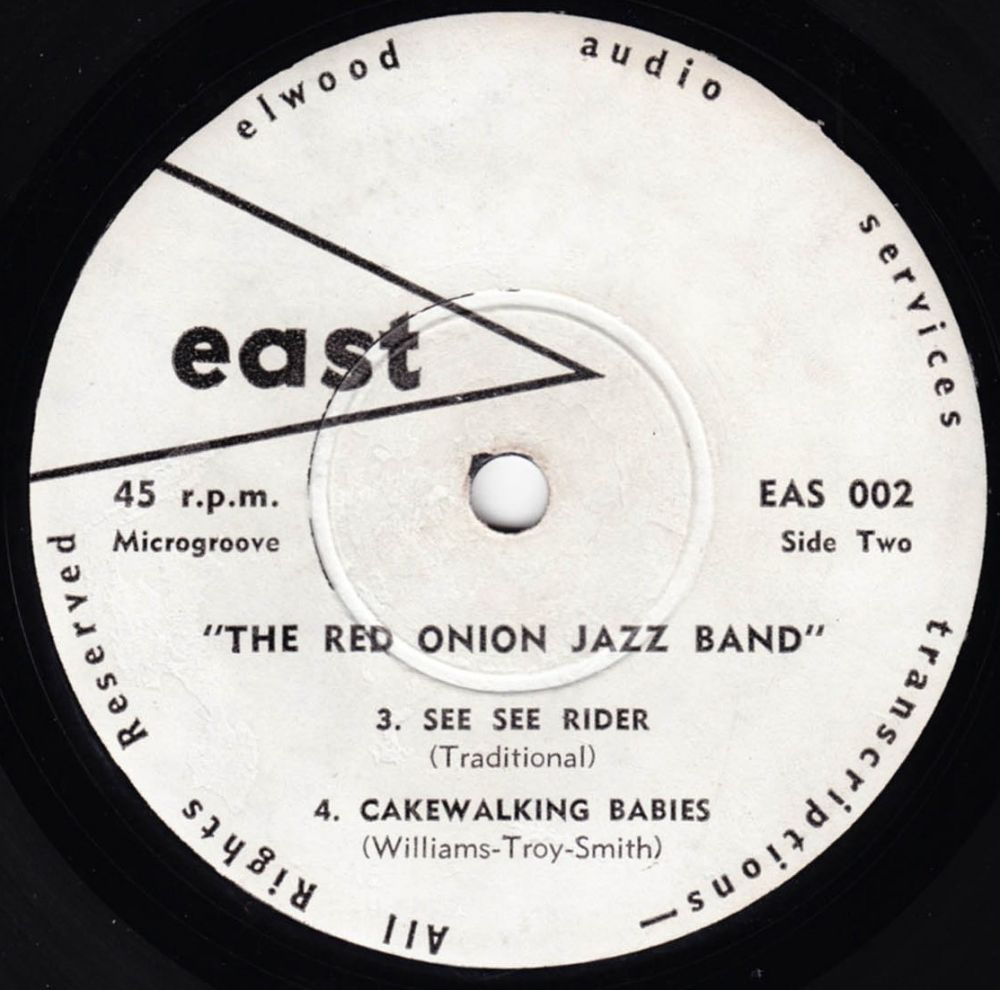 elwood audio services transcriptions— All Rights Reserved
east
45 r.p.m.
Microgroove
EAS 002
Side Two
"THE RED ONION JAZZ BAND"
3. SEE SEE RIDER
(Traditional)
4. CAKEWALKING BABIES
(Williams-Troy-Smith)